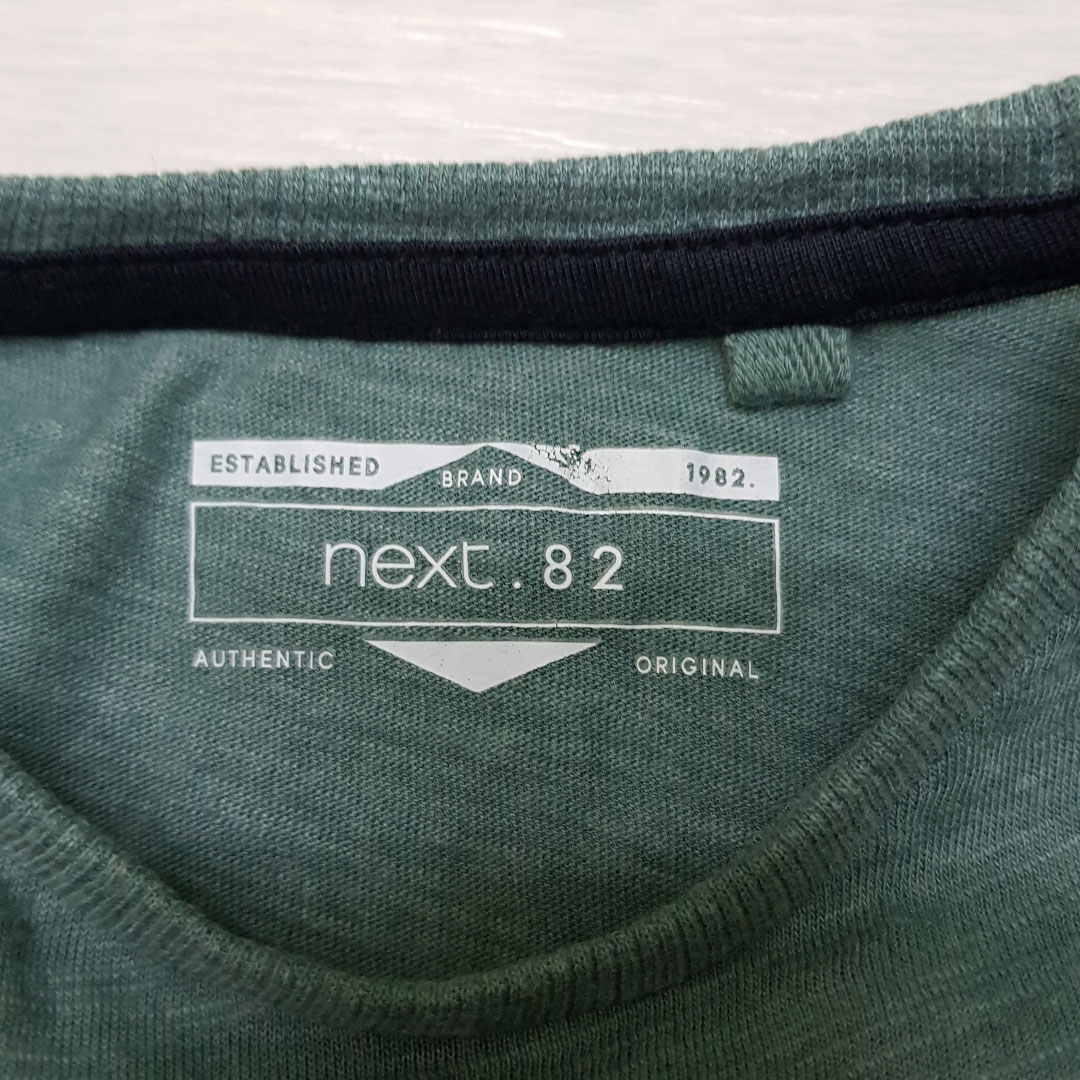 ESTABLISHED BRAND 1982.
next.82
AUTHENTIC ORIGINAL